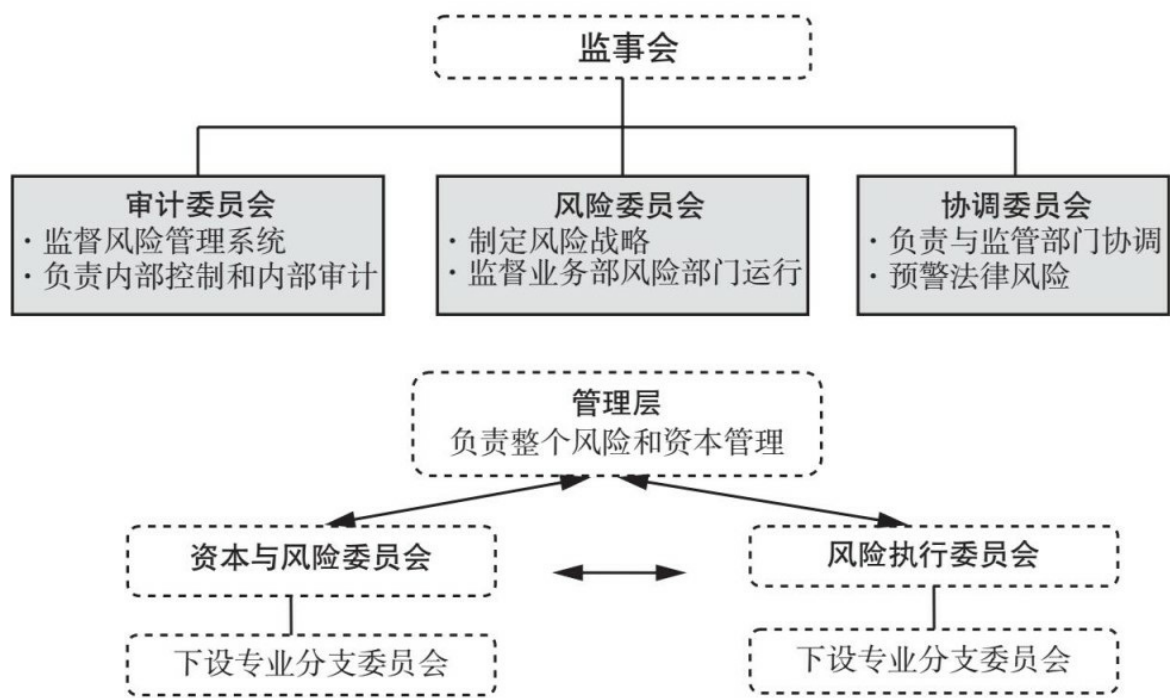 监事会
审计委员会
·监督风险管理系统
·负责内部控制和内部审计
风险委员会
·制定风险战略
·监督业务部风险部门运行
协调委员会
·负责与监管部门协调
·预警法律风险
管理层
负责整个风险和资本管理
资本与风险委员会
风险执行委员会
下设专业分支委员会
下设专业分支委员会